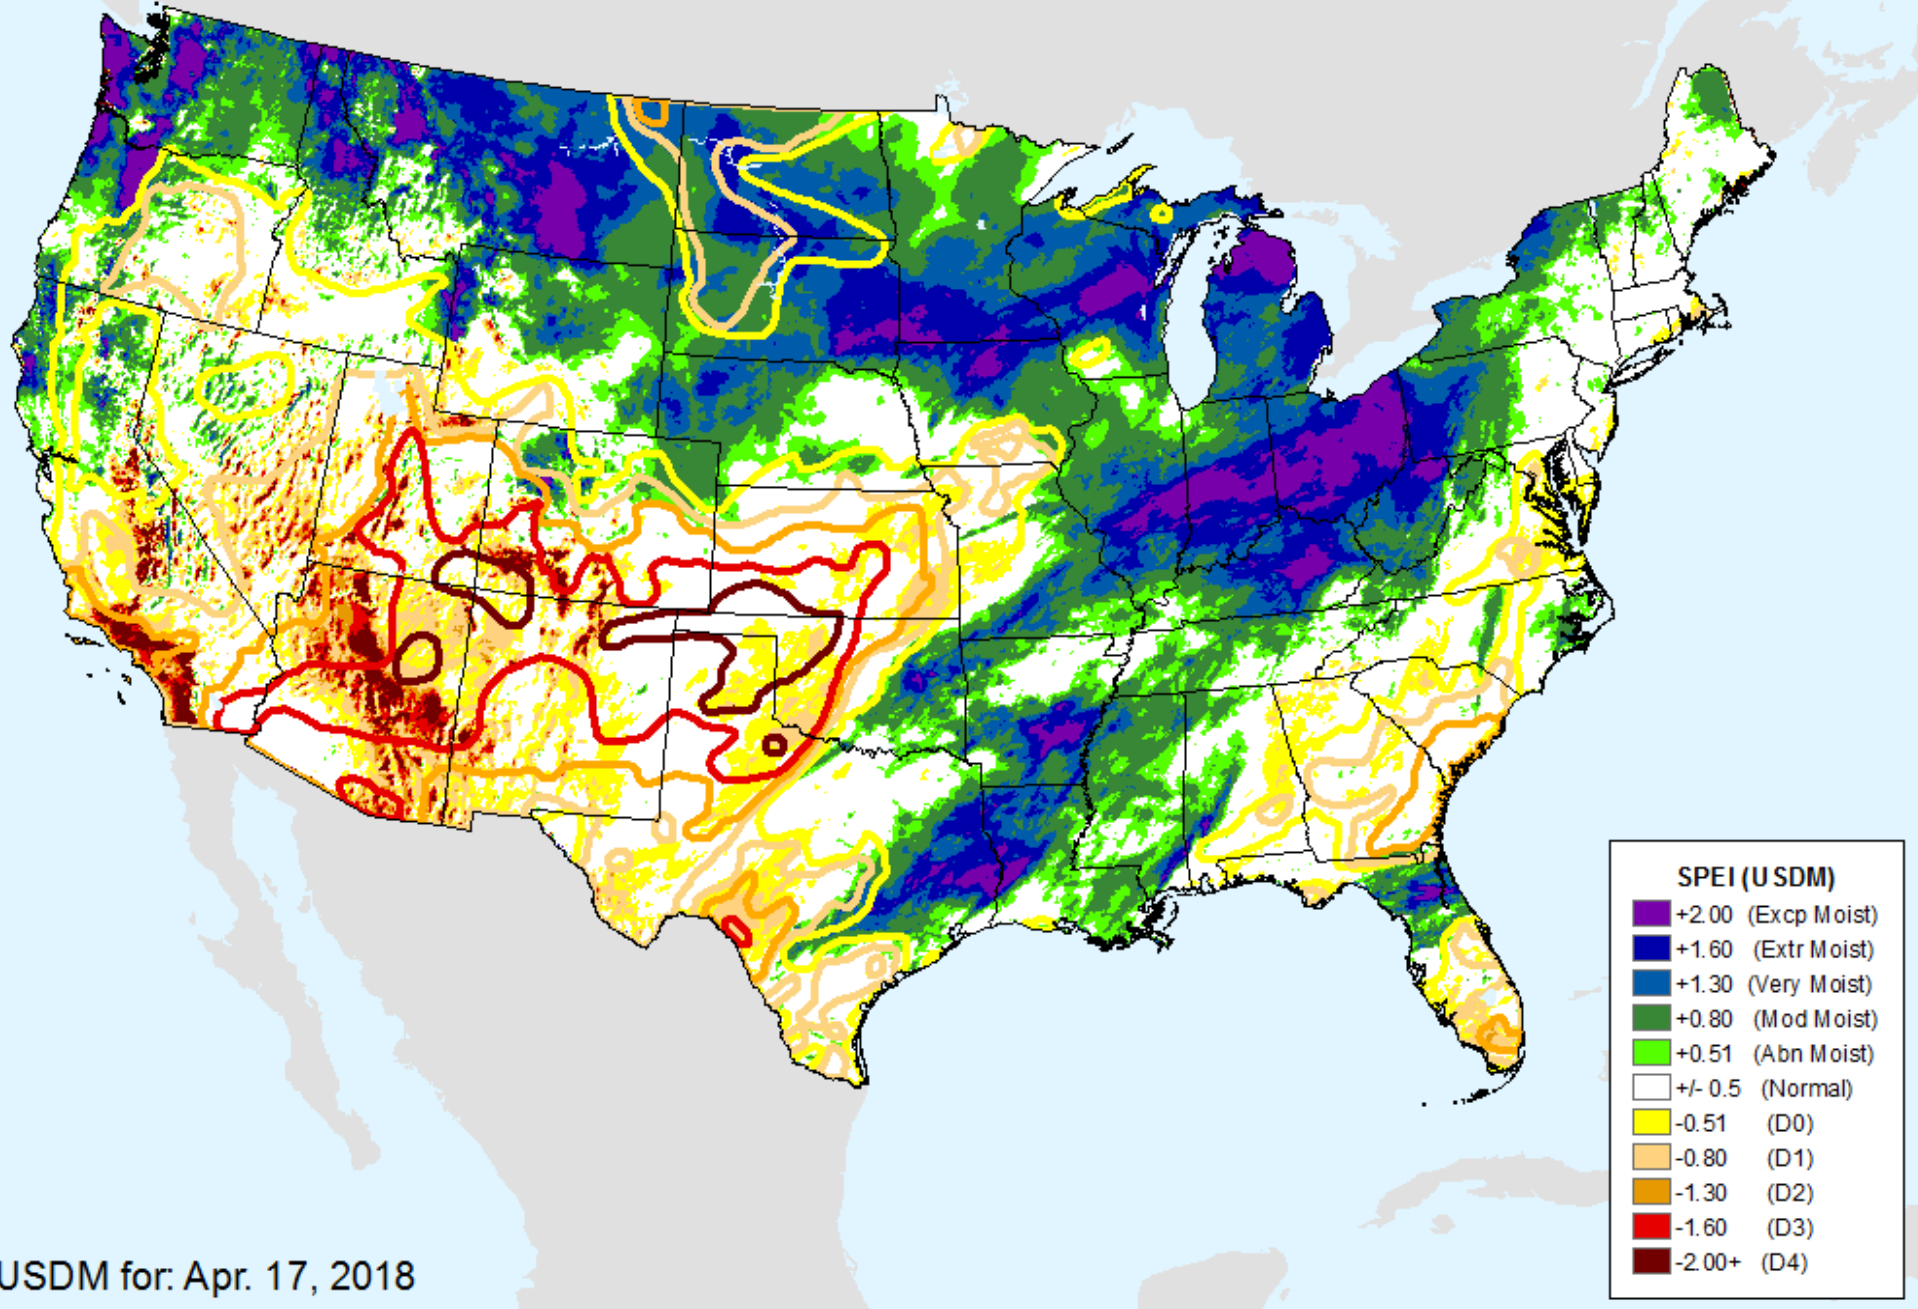 SPEI (USDM)
+2.00 (Excp Moist)
+1.60 (Extr Moist)
+1.30 (Very Moist)
+0.80 (Mod Moist)
+0.51 (Abn Moist)
+/- 0.5 (Normal)
-0.51 (D0)
-0.80 (D1)
-1.30 (D2)
-1.60 (D3)
-2.00+ (D4)
USDM for: Apr. 17, 2018